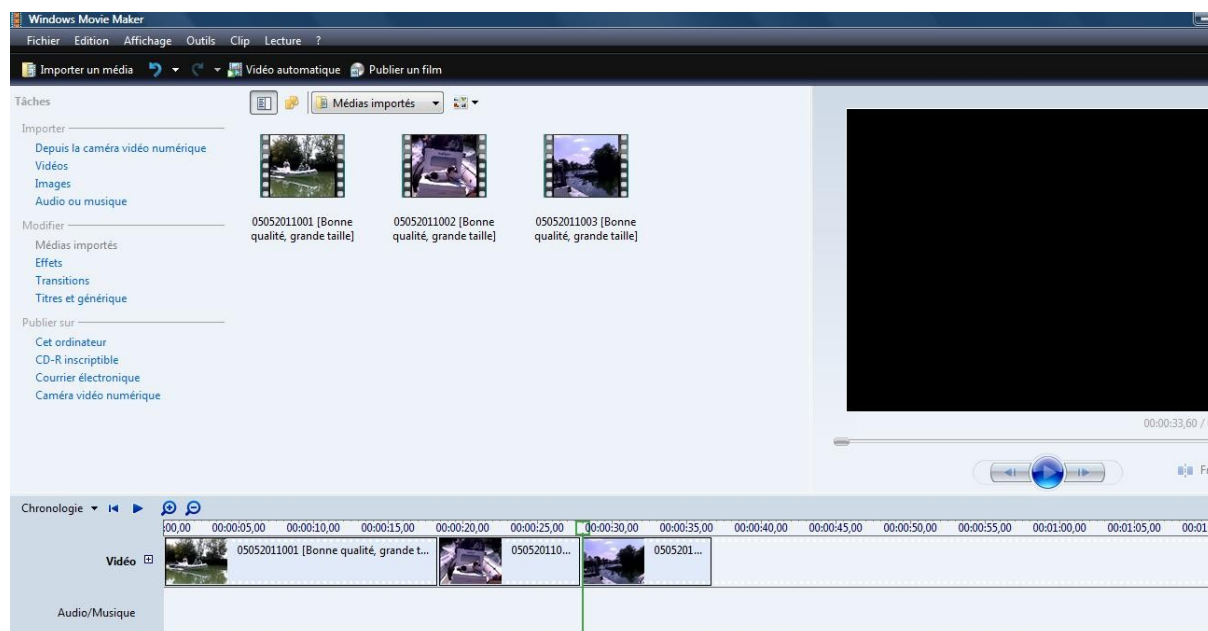 Windows Movie Maker
Fichier Edition Affichage Outils Clip Lecture ?
Importer un média Vidéo automatique Publier un film
Tâches
Médias importés
Importer
Depuis la caméra vidéo numérique
Vidéos
Images
Audio ou musique
Modifier
Médias importés
Effets
Transitions
Titres et générique
Publier sur
Cet ordinateur
CD-R inscriptible
Courrier électronique
Caméra vidéo numérique
05052011001 [Bonne
qualité, grande taille]
05052011002 [Bonne
qualité, grande taille]
05052011003 [Bonne
qualité, grande taille]
00:00:33,60 /
Fr
Chronologie
00,00 00:00:05,00 00:00:10,00 00:00:15,00 00:00:20,00 00:00:25,00 00:00:30,00 00:00:35,00 00:00:40,00 00:00:45,00 00:00:50,00 00:00:55,00 00:01:00,00 00:01:05,00 00:01
Vidéo 05052011001 [Bonne qualité, grande t... 050520110... 0505201...
Audio/Musique